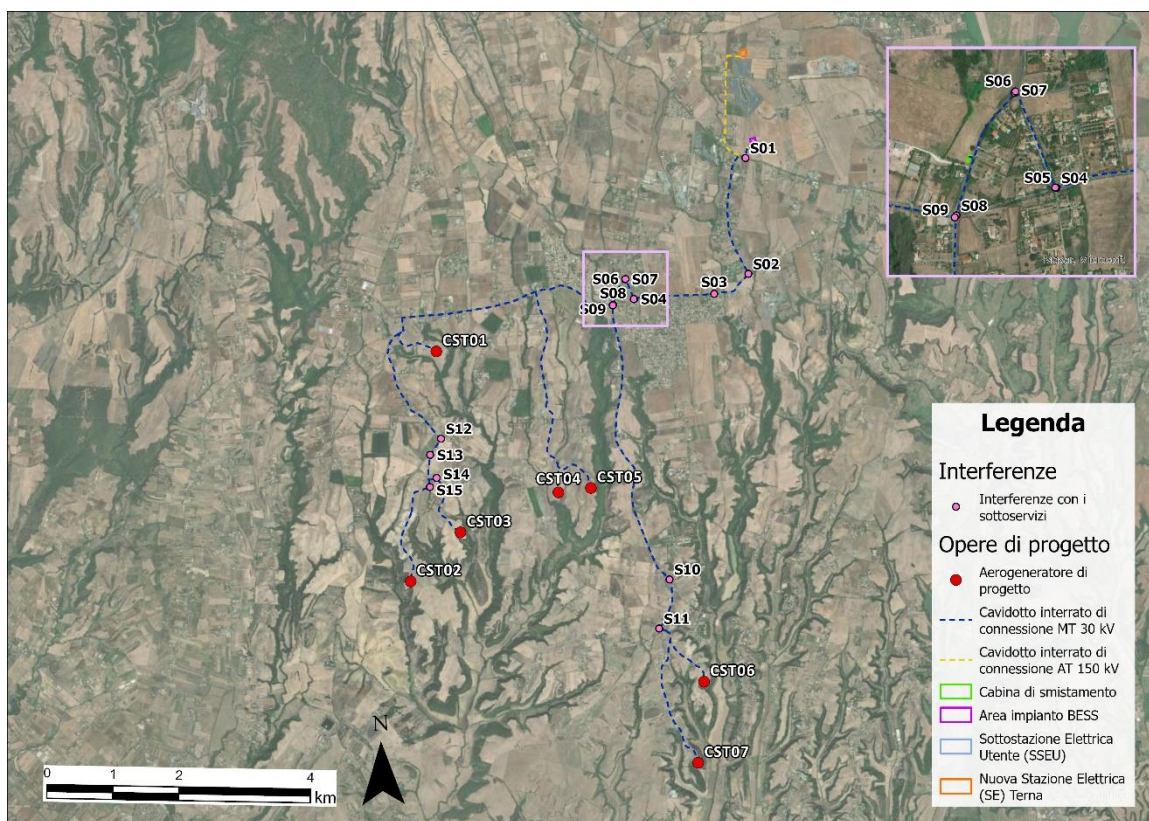 S01
S02
S03
S06
S07
S08
S04
S09
CST01
S12
S13
S14
S15
CST04
CST05
CST03
CST02
S10
S11
CST06
CST07
S06
S07
S05
S04
S09
S08
N
0 1 2 4
km
Legenda
Interferenze
Interferenze con i
sottoservizi
Opere di progetto
Aerogeneratore di
progetto
Cavidotto interrato di
connessione MT 30 kV
Cavidotto interrato di
connessione AT 150 kV
Cabina di smistamento
Area impianto BESS
Sottostazione Elettrica
Utente (SSEU)
Nuova Stazione Elettrica
(SE) Terna